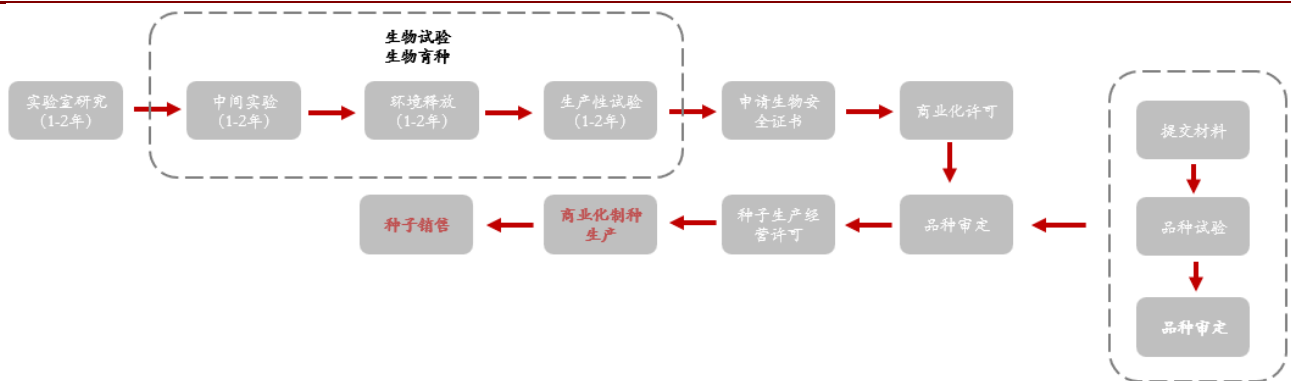 生物试验
生物育种
实验室研究
(1-2年)
中间实验
(1-2年)
环境释放
(1-2年)
生产性试验
(1-2年)
申请生物安
全证书
商业化许可
提交材料
种子销售
商业化制种
生产
种子生产经
营许可
品种审定
品种试验
品种审定